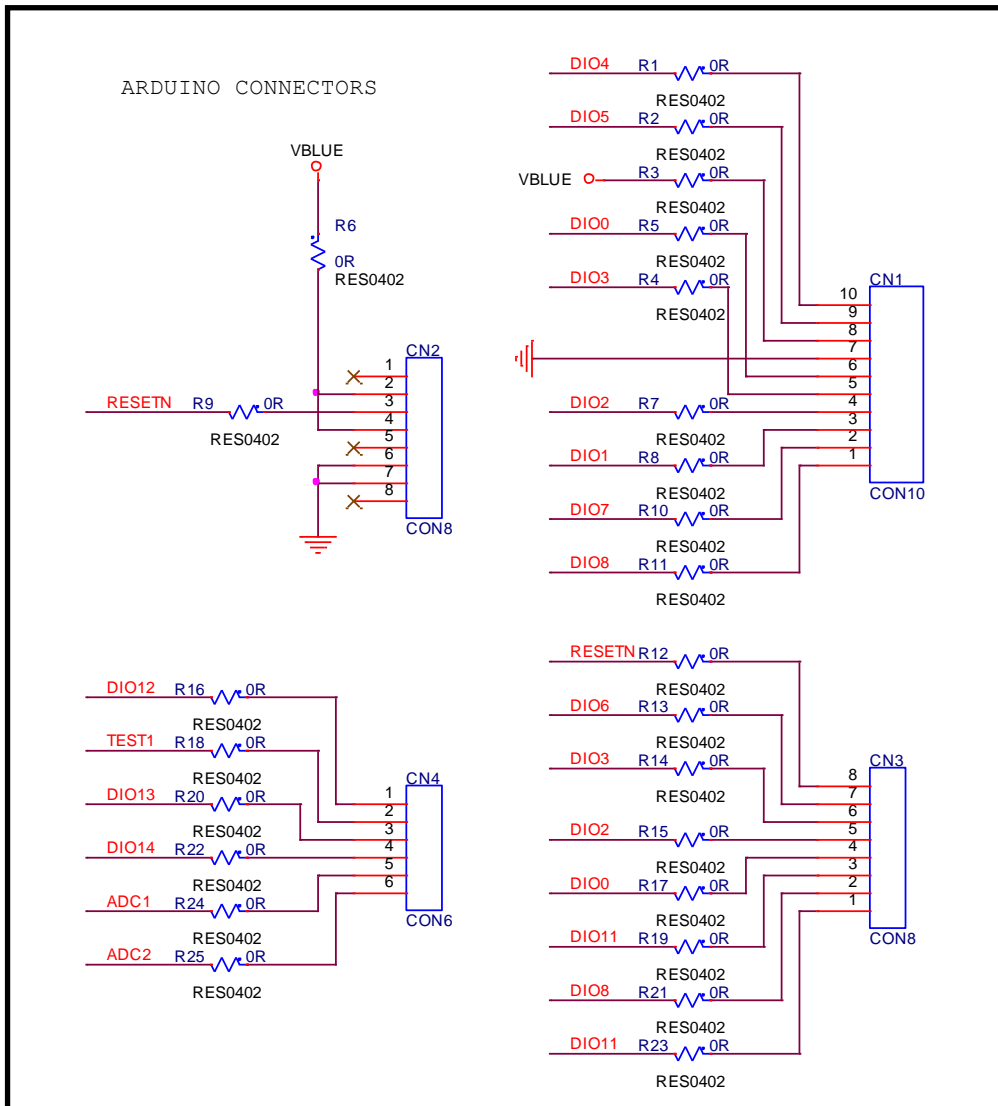 ARDUINO CONNECTORS
VBLUE
R6
0R
RES0402
CN2
1
2
3
4
5
6
7
8
CON8
RESETN R9 0R
RES0402
DIO4 R1 0R
RES0402
DIO5 R2 0R
RES0402
VBLUE R3 0R
RES0402
DIO0 R5 0R
RES0402
DIO3 R4 0R
RES0402
DIO2 R7 0R
RES0402
DIO1 R8 0R
RES0402
DIO7 R10 0R
RES0402
DIO8 R11 0R
RES0402
CN1
10
9
8
7
6
5
4
3
2
1
CON10
DIO12 R16 0R
RES0402
TEST1 R18 0R
RES0402
DIO13 R20 0R
RES0402
DIO14 R22 0R
RES0402
ADC1 R24 0R
RES0402
ADC2 R25 0R
RES0402
CN4
1
2
3
4
5
6
CON6
RESETN R12 0R
RES0402
DIO6 R13 0R
RES0402
DIO3 R14 0R
RES0402
DIO2 R15 0R
RES0402
DIO0 R17 0R
RES0402
DIO11 R19 0R
RES0402
DIO8 R21 0R
RES0402
DIO11 R23 0R
RES0402
CN3
8
7
6
5
4
3
2
1
CON8